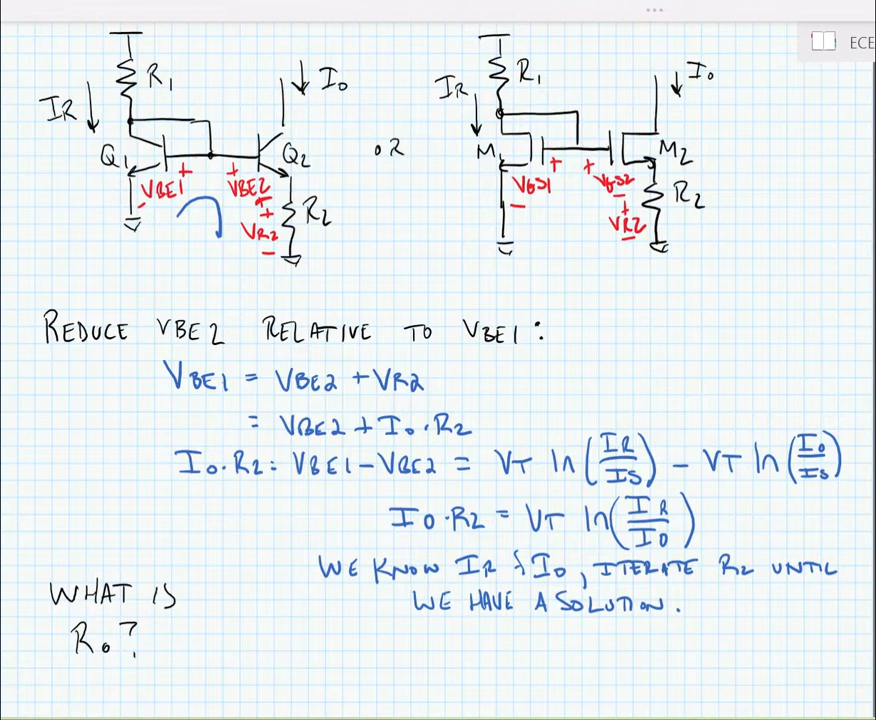 ECE
R1 Io R1 Io
IR IR
Q1 Q2 OR M1 M2
+ + + +
VBE1 VBE2 VGS1 VGS2
- - + R2 - - + R2
VR2 VR2
- -
REDUCE VBE2 RELATIVE TO VBE1:
VBE1 = VBE2 + VR2
= VBE2 + Io · R2
Io · R2 = VBE1 - VBE2 = VT ln(IR/IS) - VT ln(Io/IS)
Io · R2 = VT ln(IR/Io)
WE KNOW IR & Io, ITERATE R2 UNTIL
WE HAVE A SOLUTION.
WHAT IS
Ro?